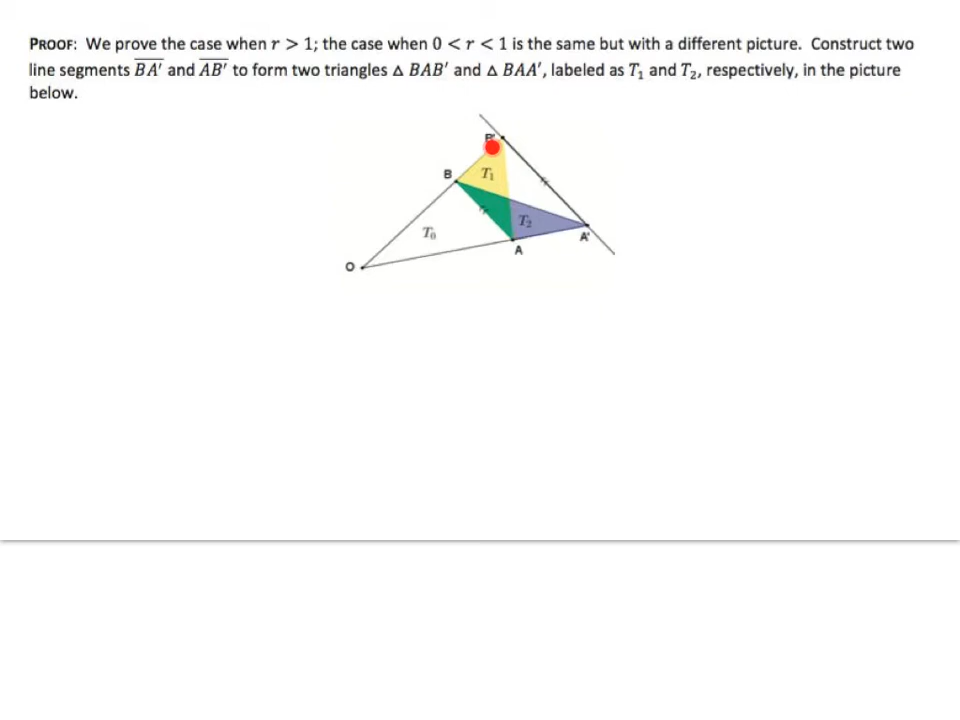 PROOF: We prove the case when r > 1; the case when 0 < r < 1 is the same but with a different picture. Construct two
line segments B̅A̅'̅ and A̅B̅'̅ to form two triangles △ BAB′ and △ BAA′, labeled as T₁ and T₂, respectively, in the picture
below.
B T₁
T₂
T₀
A'
A
O